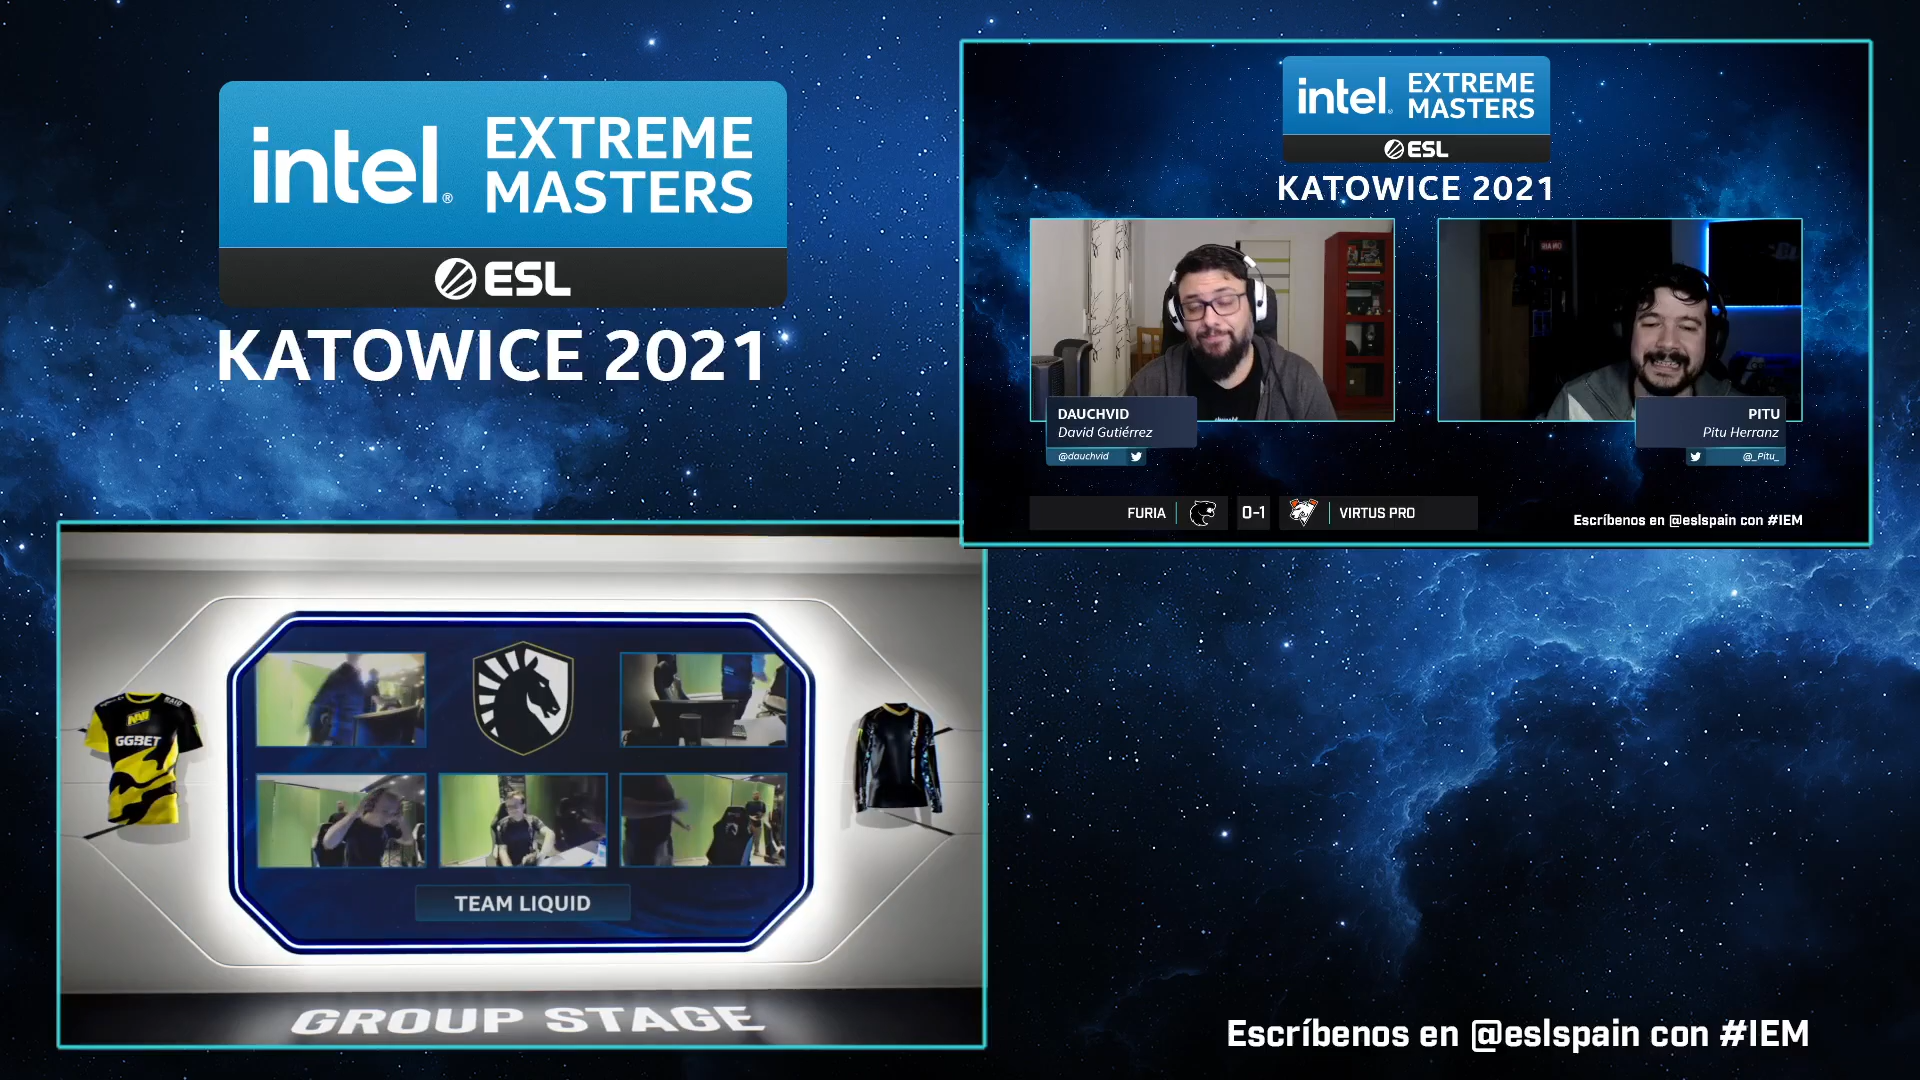 intel®
EXTREME
MASTERS
ESL
KATOWICE 2021
intel®
EXTREME
MASTERS
ESL
KATOWICE 2021
DAUCHVID
David Gutiérrez
@dauchvid
PITU
Pitu Herranz
@_Pitu_
FURIA
0-1
VIRTUS PRO
Escríbenos en @eslspain con #IEM
GGBET
TEAM LIQUID
GROUP STAGE
Escríbenos en @eslspain con #IEM